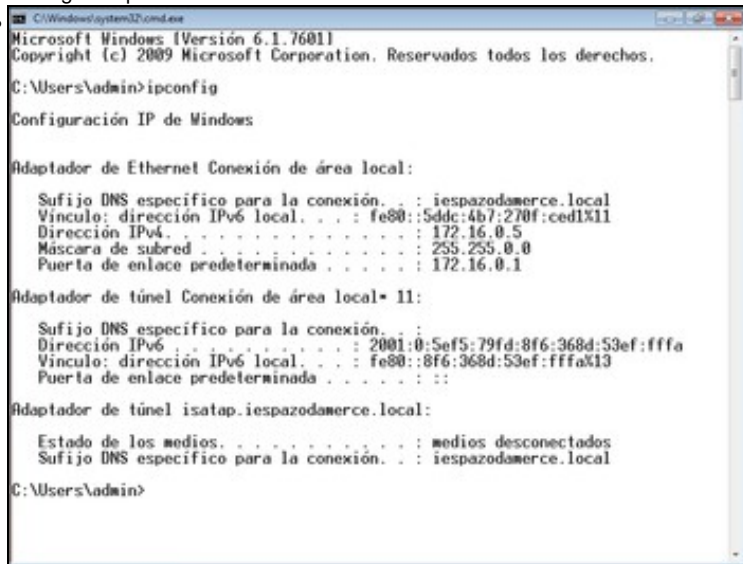 C:\Windows\system32\cmd.exe
Microsoft Windows [Versión 6.1.7601]
Copyright (c) 2009 Microsoft Corporation. Reservados todos los derechos.
C:\Users\admin>ipconfig
Configuración IP de Windows
Adaptador de Ethernet Conexión de área local:
Sufijo DNS específico para la conexión. . : iespazodamerce.local
Vínculo: dirección IPv6 local. . . : fe80::5ddc:4b7:270f:ced1%11
Dirección IPv4. . . . . . . . . . . . . . : 172.16.0.5
Máscara de subred . . . . . . . . . . . . : 255.255.0.0
Puerta de enlace predeterminada . . . . . : 172.16.0.1
Adaptador de túnel Conexión de área local* 11:
Sufijo DNS específico para la conexión. . :
Dirección IPv6 . . . . . . . . . . : 2001:0:5ef5:79fd:8f6:368d:53ef:fffa
Vínculo: dirección IPv6 local. . . : fe80::8f6:368d:53ef:fffa%13
Puerta de enlace predeterminada . . . . . : ::
Adaptador de túnel isatap.iespazodamerce.local:
Estado de los medios. . . . . . . . . . . : medios desconectados
Sufijo DNS específico para la conexión. . : iespazodamerce.local
C:\Users\admin>